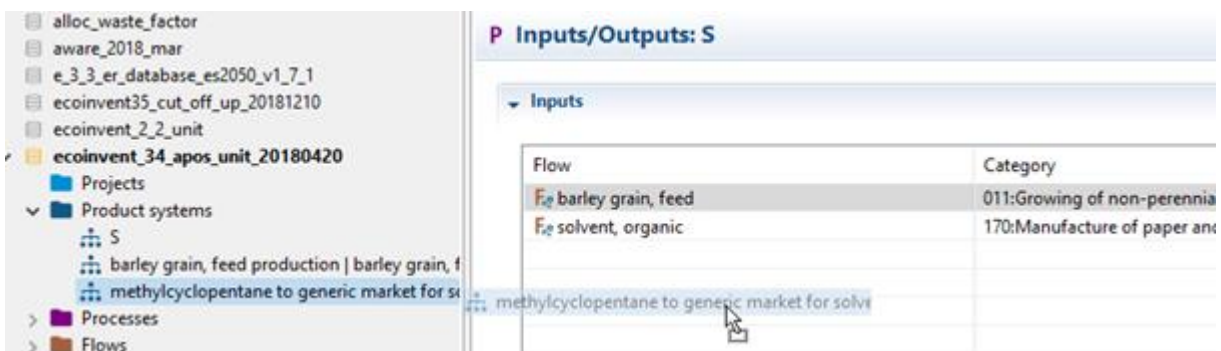 alloc_waste_factor
aware_2018_mar
e_3_3_er_database_es2050_v1_7_1
ecoinvent35_cut_off_up_20181210
ecoinvent_2_2_unit
ecoinvent_34_apos_unit_20180420
Projects
Product systems
S
barley grain, feed production | barley grain, f
methylcyclopentane to generic market for so
Processes
Flows
P Inputs/Outputs: S
Inputs
Flow Category
barley grain, feed 011:Growing of non-perennia
solvent, organic 170:Manufacture of paper and
methylcyclopentane to generic market for solve